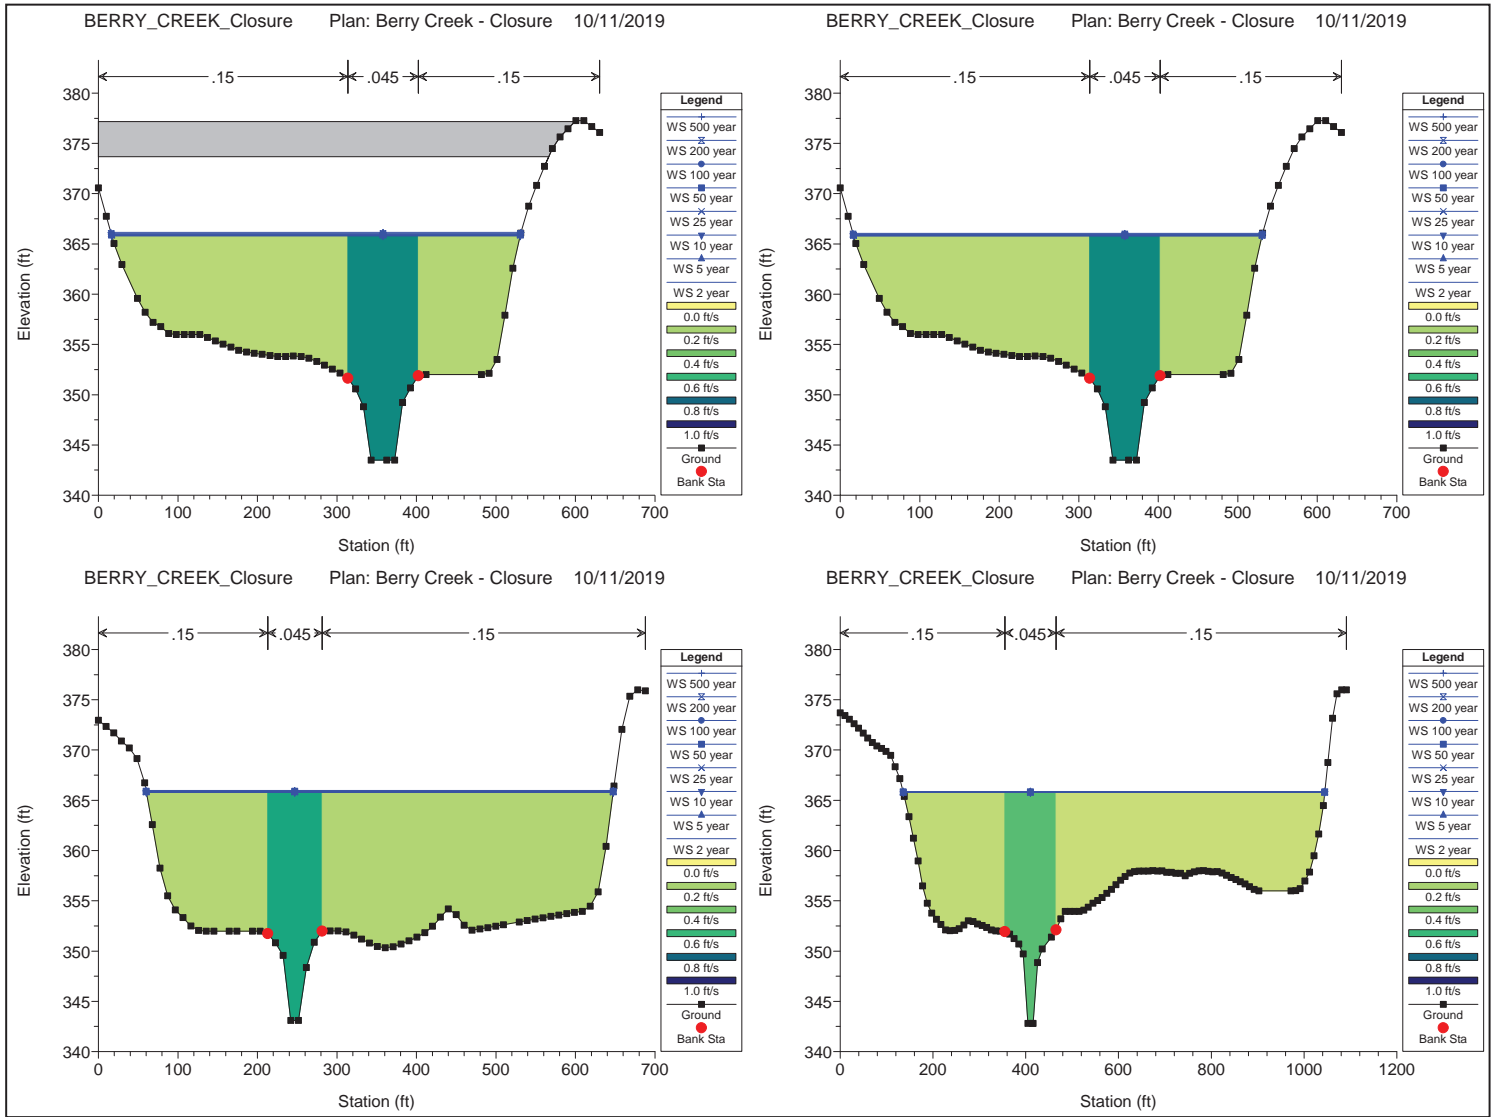 BERRY_CREEK_Closure Plan: Berry Creek - Closure 10/11/2019
.15 .045 .15
Elevation (ft)
380
375
370
365
360
355
350
345
340
0 100 200 300 400 500 600 700
Station (ft)
Legend
WS 500 year
WS 200 year
WS 100 year
WS 50 year
WS 25 year
WS 10 year
WS 5 year
WS 2 year
0.0 ft/s
0.2 ft/s
0.4 ft/s
0.6 ft/s
0.8 ft/s
1.0 ft/s
Ground
Bank Sta
BERRY_CREEK_Closure Plan: Berry Creek - Closure 10/11/2019
.15 .045 .15
Elevation (ft)
380
375
370
365
360
355
350
345
340
0 100 200 300 400 500 600 700
Station (ft)
Legend
WS 500 year
WS 200 year
WS 100 year
WS 50 year
WS 25 year
WS 10 year
WS 5 year
WS 2 year
0.0 ft/s
0.2 ft/s
0.4 ft/s
0.6 ft/s
0.8 ft/s
1.0 ft/s
Ground
Bank Sta
BERRY_CREEK_Closure Plan: Berry Creek - Closure 10/11/2019
.15 .045 .15
Elevation (ft)
380
375
370
365
360
355
350
345
340
0 100 200 300 400 500 600 700
Station (ft)
Legend
WS 500 year
WS 200 year
WS 100 year
WS 50 year
WS 25 year
WS 10 year
WS 5 year
WS 2 year
0.0 ft/s
0.2 ft/s
0.4 ft/s
0.6 ft/s
0.8 ft/s
1.0 ft/s
Ground
Bank Sta
BERRY_CREEK_Closure Plan: Berry Creek - Closure 10/11/2019
.15 .045 .15
Elevation (ft)
380
375
370
365
360
355
350
345
340
0 200 400 600 800 1000 1200
Station (ft)
Legend
WS 500 year
WS 200 year
WS 100 year
WS 50 year
WS 25 year
WS 10 year
WS 5 year
WS 2 year
0.0 ft/s
0.2 ft/s
0.4 ft/s
0.6 ft/s
0.8 ft/s
1.0 ft/s
Ground
Bank Sta